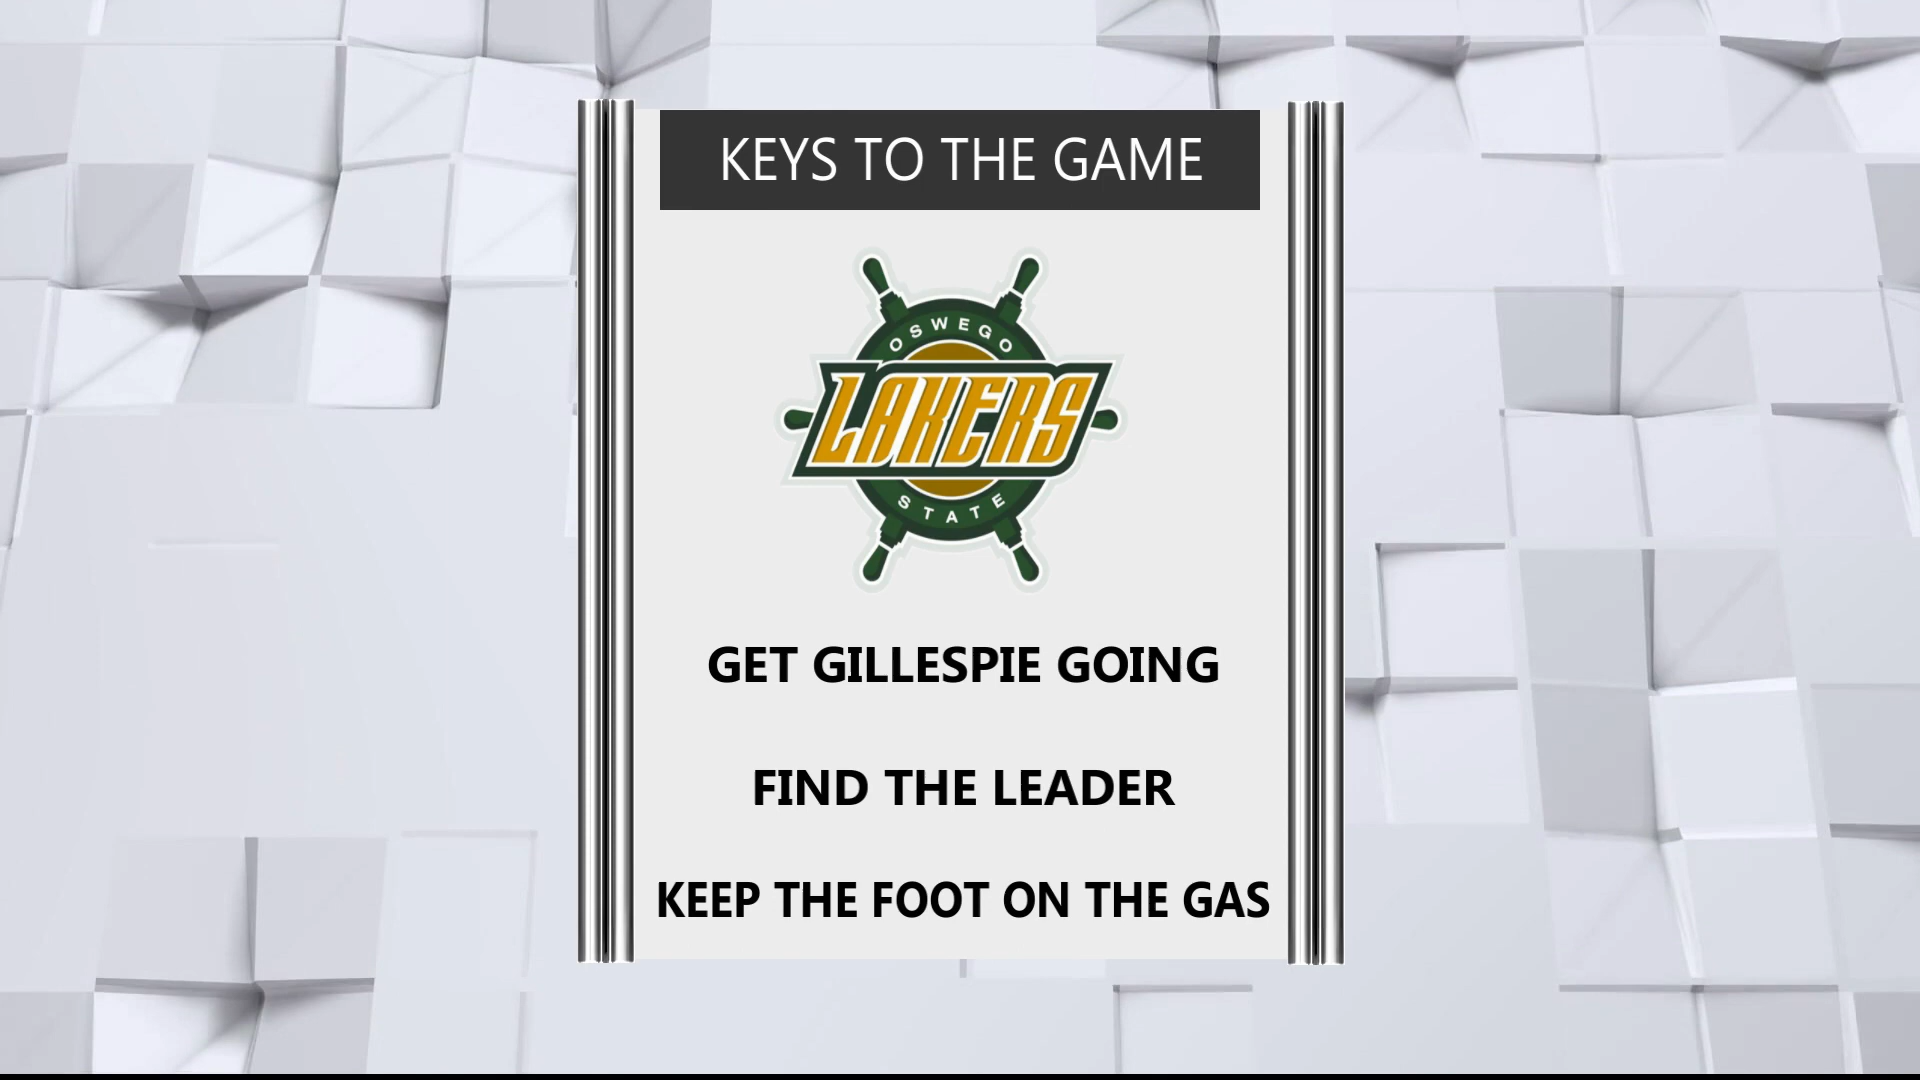 KEYS TO THE GAME
OSWEGO
LAKERS
STATE
GET GILLESPIE GOING
FIND THE LEADER
KEEP THE FOOT ON THE GAS